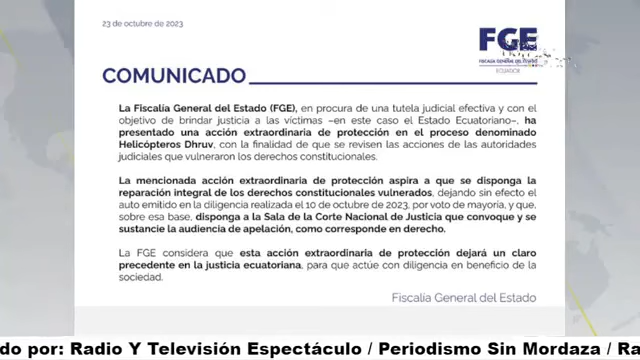 23 de octubre de 2023
FGE
FISCALÍA GENERAL DEL ESTADO
ECUADOR
COMUNICADO
La Fiscalía General del Estado (FGE), en procura de una tutela judicial efectiva y con el
objetivo de brindar justicia a las víctimas –en este caso el Estado Ecuatoriano–, ha
presentado una acción extraordinaria de protección en el proceso denominado
Helicópteros Dhruv, con la finalidad de que se revisen las acciones de las autoridades
judiciales que vulneraron los derechos constitucionales.
La mencionada acción extraordinaria de protección aspira a que se disponga la
reparación integral de los derechos constitucionales vulnerados, dejando sin efecto el
auto emitido en la diligencia realizada el 10 de octubre de 2023, por voto de mayoría, y que,
sobre esa base, disponga a la Sala de la Corte Nacional de Justicia que convoque y se
sustancie la audiencia de apelación, como corresponde en derecho.
La FGE considera que esta acción extraordinaria de protección dejará un claro
precedente en la justicia ecuatoriana, para que actúe con diligencia en beneficio de la
sociedad.
Fiscalía General del Estado
do por: Radio Y Televisión Espectáculo / Periodismo Sin Mordaza / Ra